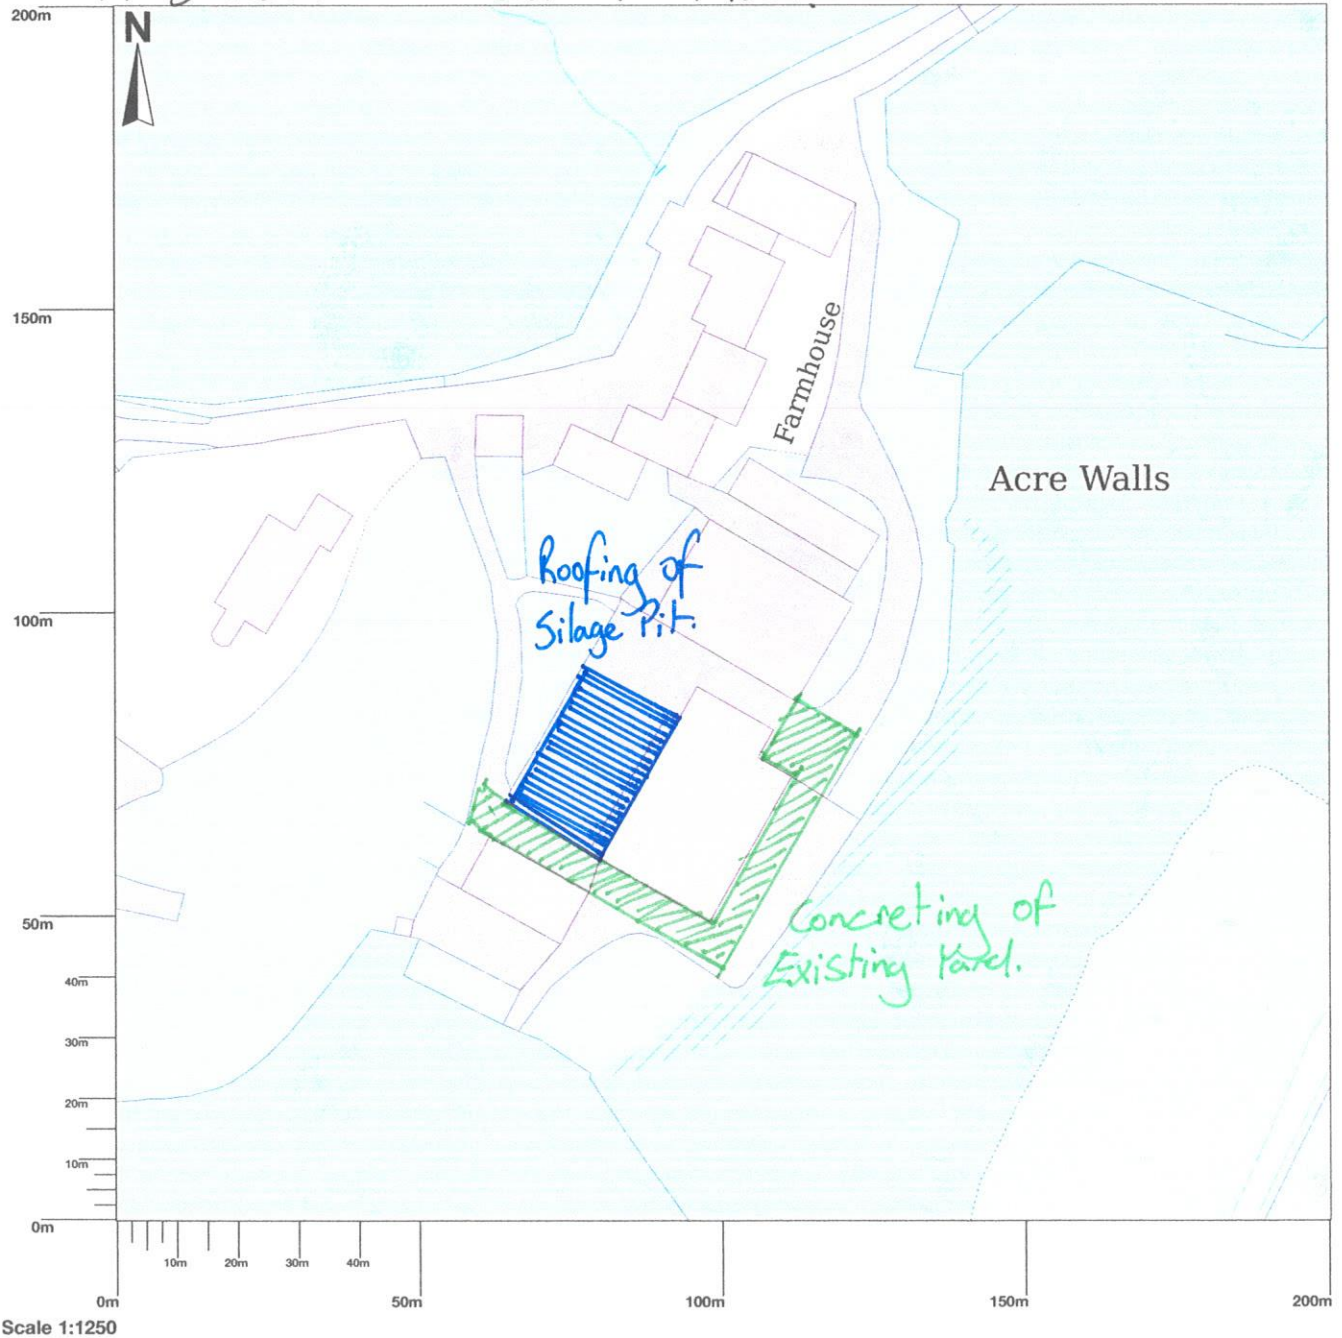 200m
N
150m
Farmhouse
Acre Walls
Roofing of
Silage Pit.
100m
Concreting of
Existing Yard.
50m
40m
30m
20m
10m
0m
10m 20m 30m 40m
0m 50m 100m 150m 200m
Scale 1:1250